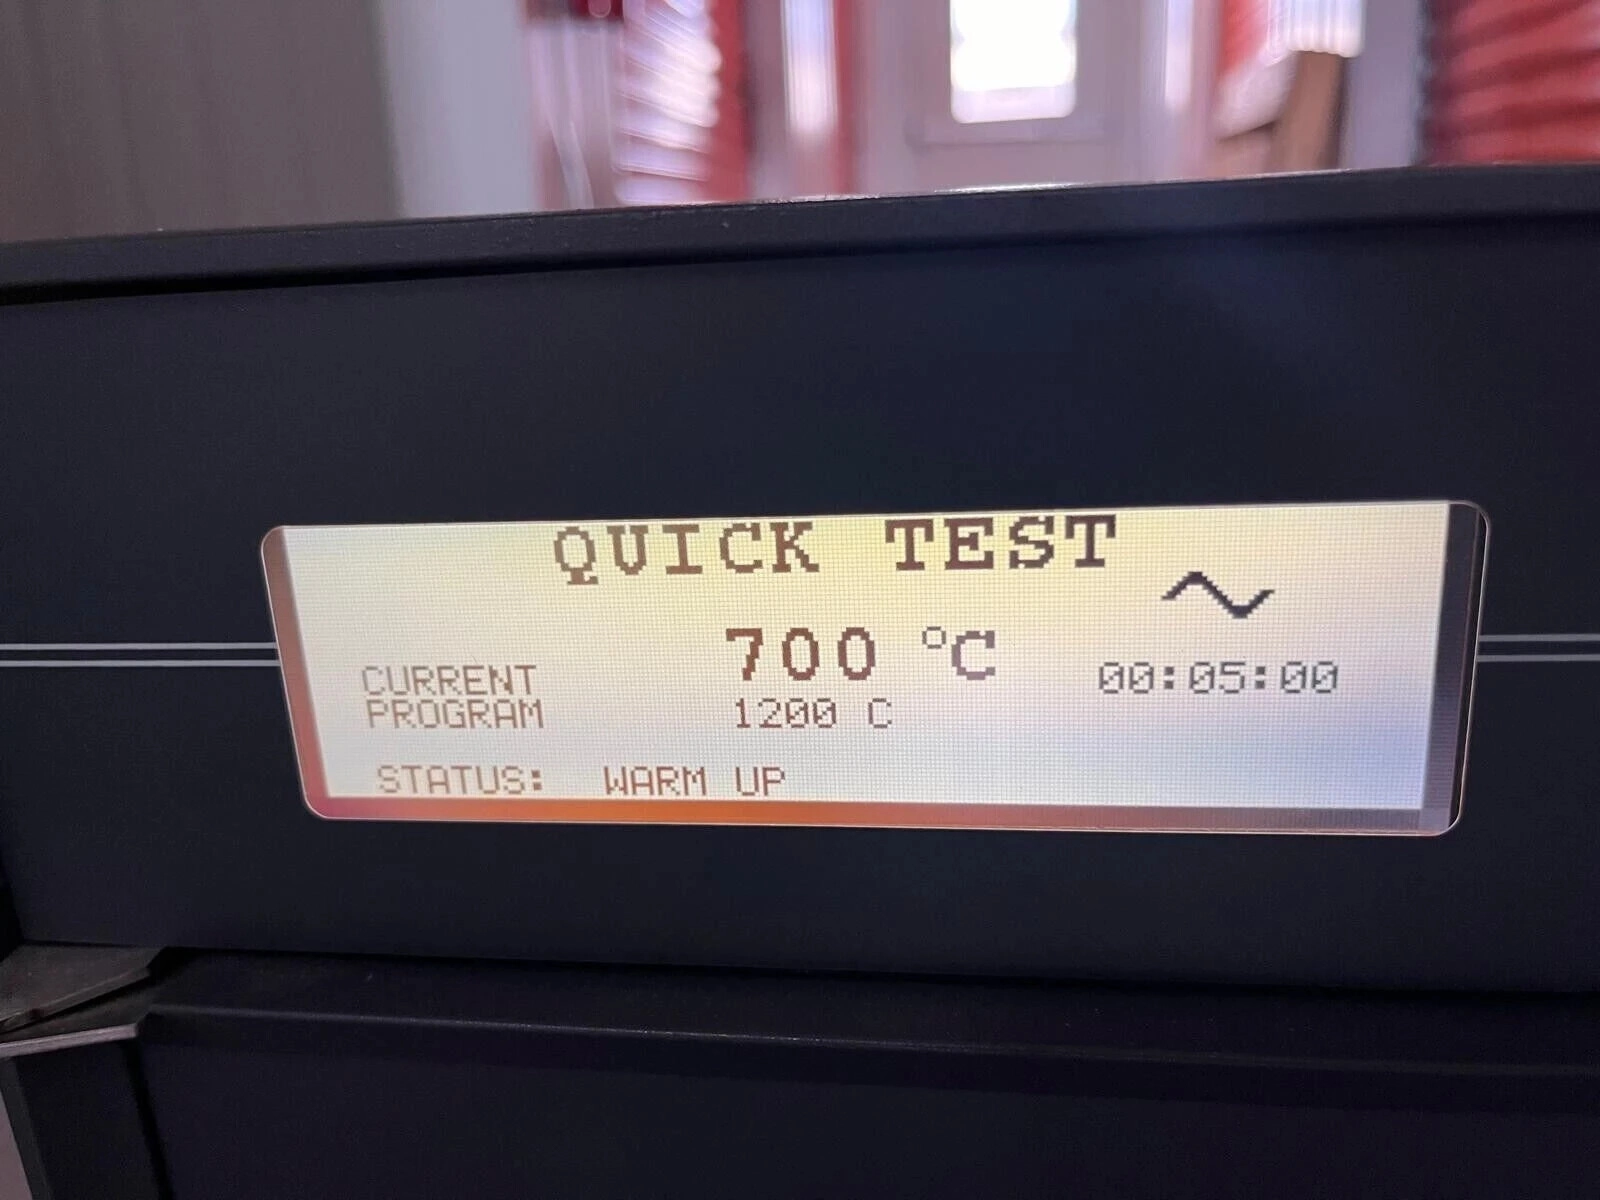 QUICK TEST
CURRENT 700 °C 00:05:00
PROGRAM 1200 C
STATUS: WARM UP